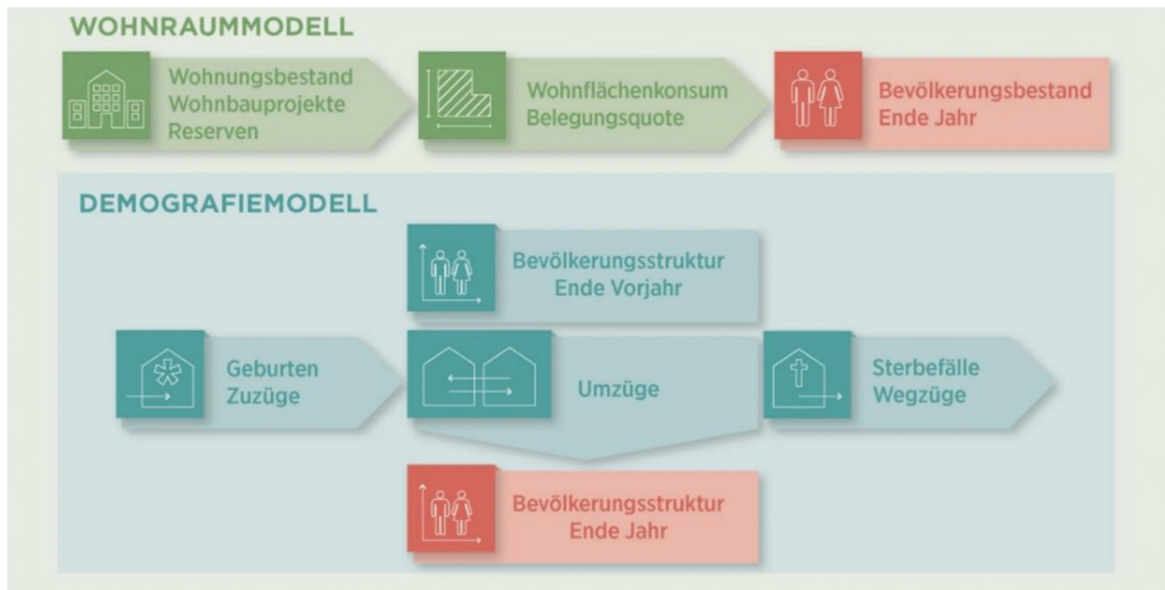 WOHNRAUMMODELL
Wohnungsbestand
Wohnbauprojekte
Reserven
Wohnflächenkonsum
Belegungsquote
Bevölkerungsbestand
Ende Jahr
DEMOGRAFIEMODELL
Bevölkerungsstruktur
Ende Vorjahr
Geburten
Zuzüge
Umzüge
Sterbefälle
Wegzüge
Bevölkerungsstruktur
Ende Jahr